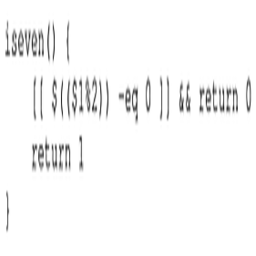 iseven() {
    [[ $(($1%2)) -eq 0 ]] && return 0
    return 1
}